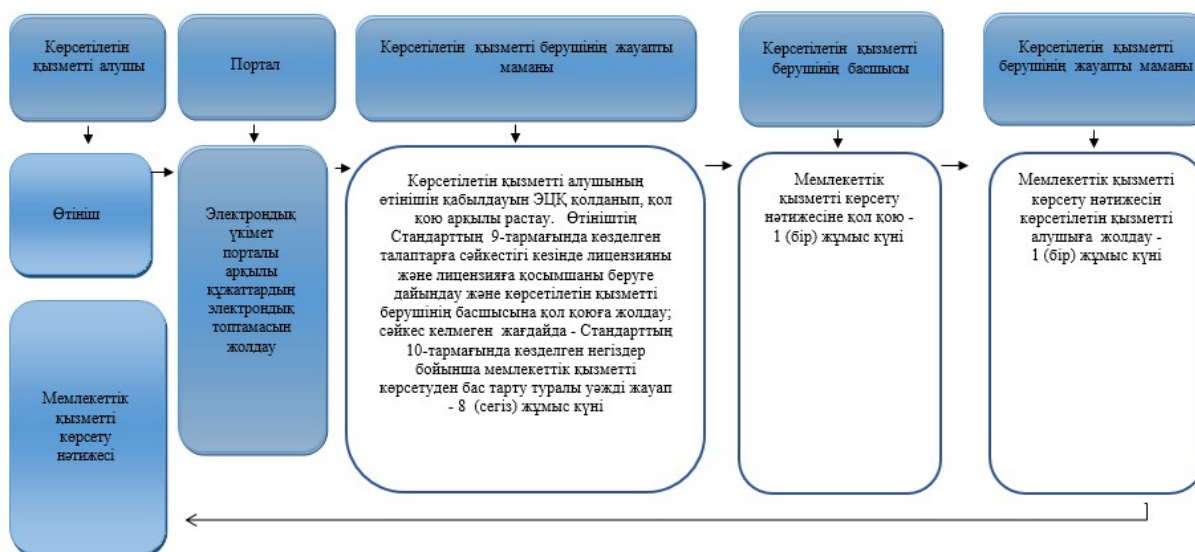 Көрсетілетін
қызметті алушы
Портал
Көрсетілетін қызметті берушінің жауапты
маманы
Көрсетілетін қызметті
берушінің басшысы
Көрсетілетін қызметті
берушінің жауапты маманы
Өтініш
Электрондық
үкімет
порталы
арқылы
құжаттардың
электрондық
топтамасын
жолдау
Көрсетілетін қызметті алушының
өтінішін қабылдауын ЭЦҚ қолданып, қол
қою арқылы растау. Өтініштің
Стандарттың 9-тармағында көзделген
талаптарға сәйкестігі кезінде лицензияны
және лицензияға қосымшаны беруге
дайындау және көрсетілетін қызметті
берушінің басшысына қол қоюға жолдау;
сәйкес келмеген жағдайда - Стандарттың
10-тармағында көзделген негіздер
бойынша мемлекеттік қызметті
көрсетуден бас тарту туралы уәжді жауап
- 8 (сегіз) жұмыс күні
Мемлекеттік
қызметті көрсету
нәтижесіне қол қою -
1 (бір) жұмыс күні
Мемлекеттік қызметті
көрсету нәтижесін
көрсетілетін қызметті
алушыға жолдау -
1 (бір) жұмыс күні
Мемлекеттік
қызметті
көрсету
нәтижесі